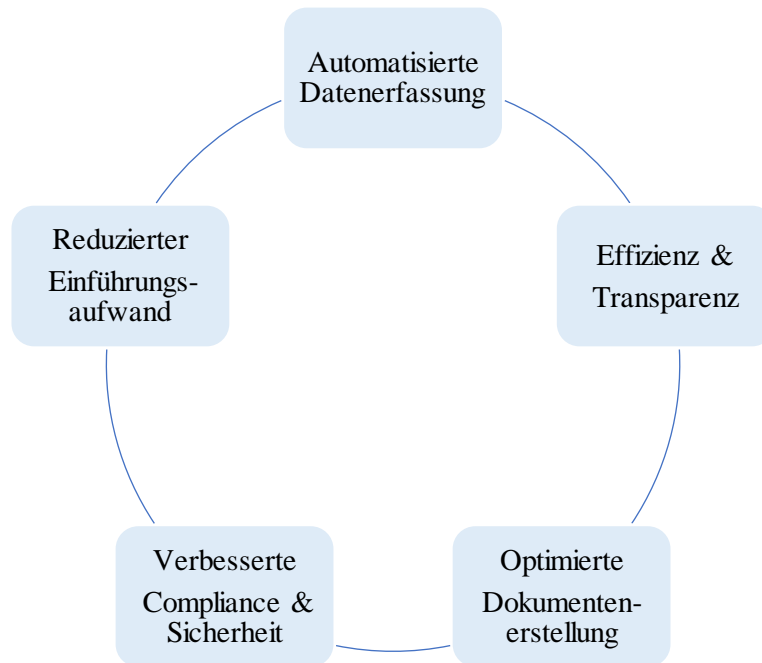 Automatisierte
Datenerfassung
Effizienz &
Transparenz
Optimierte
Dokumenten-
erstellung
Verbesserte
Compliance &
Sicherheit
Reduzierter
Einführungs-
aufwand